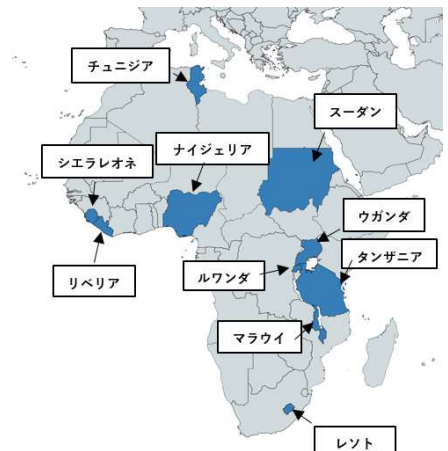 チュニジア
スーダン
シエラレオネ
ナイジェリア
ウガンダ
タンザニア
リベリア
ルワンダ
マラウイ
レソト